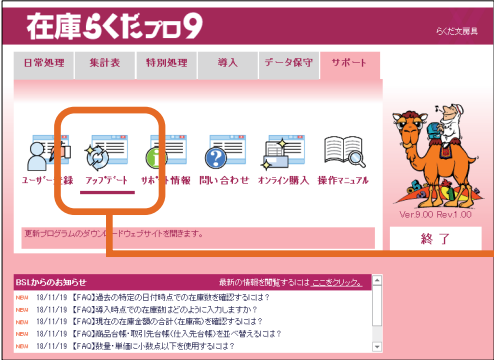 在庫らくだプロ9
らくだ文房具
日常処理 集計表 特別処理 導入 データ保守 サポート
ユーザー登録 アップデート サポート情報 問い合わせ オンライン購入 操作マニュアル
Ver.9.00 Rev.1.00
更新プログラムのダウンロードウェブサイトを開きます。
終了
BSLからのお知らせ 最新の情報を閲覧するには ここをクリック。
NEW 18/11/19 【FAQ】過去の特定の日付時点での在庫数を確認するには？
NEW 18/11/19 【FAQ】導入時点での在庫数はどのように入力しますか？
NEW 18/11/19 【FAQ】現在の在庫金額の合計(在庫高)を確認するには？
NEW 18/11/19 【FAQ】商品台帳・取引先台帳(仕入先台帳)を並べ替えるには？
NEW 18/11/19 【FAQ】数量・単価に小数点以下を使用するには？